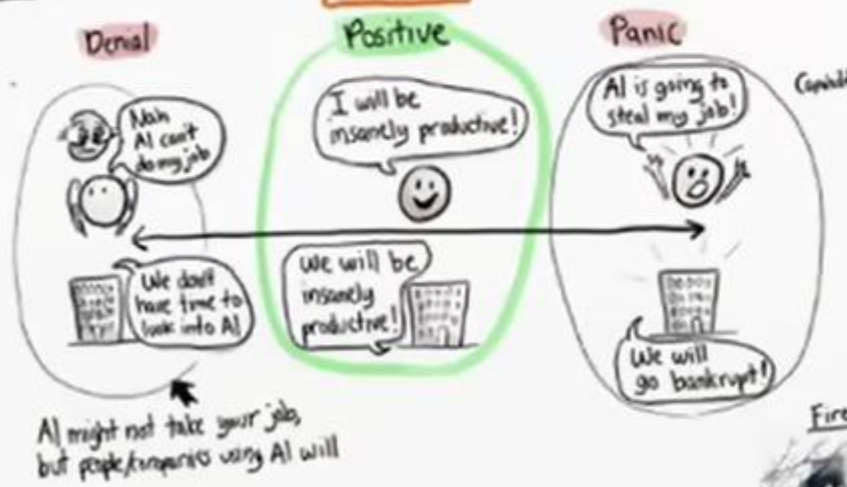 Denial
Positive
Panic
Nah
AI can't
do my job
I will be
insanely productive!
AI is going to
steal my job!
We don't
have time to
look into AI
We will be
insanely
productive!
We will
go bankrupt!
AI might not take your job,
but people/companies using AI will
Fire